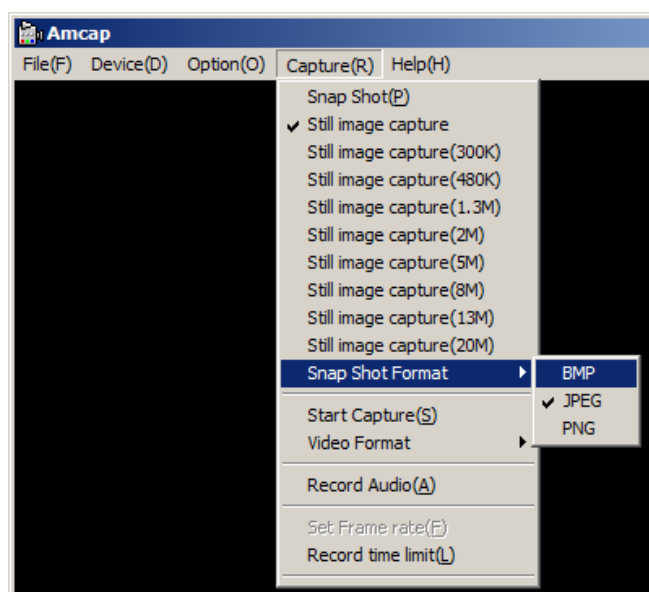 Amcap
File(F) Device(D) Option(O) Capture(R) Help(H)
Snap Shot(P)
Still image capture
Still image capture(300K)
Still image capture(480K)
Still image capture(1.3M)
Still image capture(2M)
Still image capture(5M)
Still image capture(8M)
Still image capture(13M)
Still image capture(20M)
Snap Shot Format
BMP
JPEG
PNG
Start Capture(S)
Video Format
Record Audio(A)
Set Frame rate(F)
Record time limit(L)